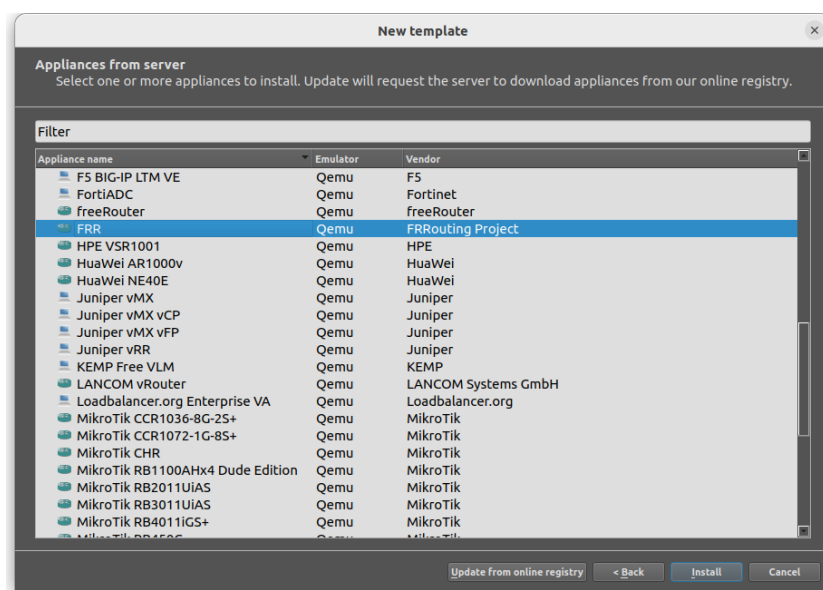 New template
Appliances from server
Select one or more appliances to install. Update will request the server to download appliances from our online registry.
Filter
Appliance name Emulator Vendor
F5 BIG-IP LTM VE Qemu F5
FortiADC Qemu Fortinet
freeRouter Qemu freeRouter
FRR Qemu FRRouting Project
HPE VSR1001 Qemu HPE
HuaWei AR1000v Qemu HuaWei
HuaWei NE40E Qemu HuaWei
Juniper vMX Qemu Juniper
Juniper vMX vCP Qemu Juniper
Juniper vMX vFP Qemu Juniper
Juniper vRR Qemu Juniper
KEMP Free VLM Qemu KEMP
LANCOM vRouter Qemu LANCOM Systems GmbH
Loadbalancer.org Enterprise VA Qemu Loadbalancer.org
MikroTik CCR1036-8G-2S+ Qemu MikroTik
MikroTik CCR1072-1G-8S+ Qemu MikroTik
MikroTik CHR Qemu MikroTik
MikroTik RB1100AHx4 Dude Edition Qemu MikroTik
MikroTik RB2011UiAS Qemu MikroTik
MikroTik RB3011UiAS Qemu MikroTik
MikroTik RB4011iGS+ Qemu MikroTik
Update from online registry < Back Install Cancel